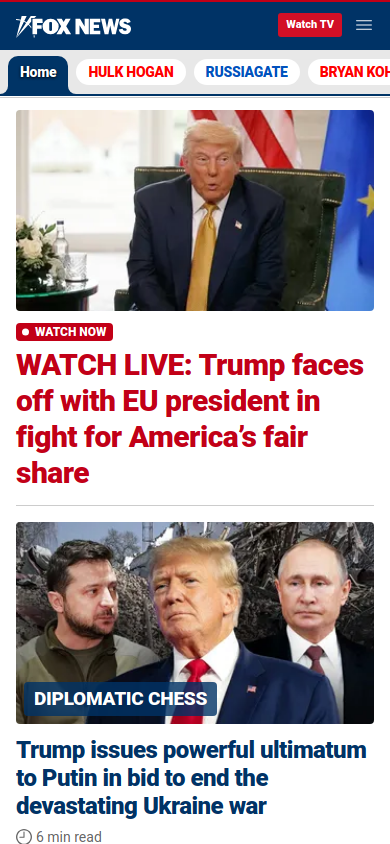 FOX NEWS
Watch TV
Home
HULK HOGAN
RUSSIAGATE
BRYAN KOH
WATCH NOW
WATCH LIVE: Trump faces
off with EU president in
fight for America’s fair
share
DIPLOMATIC CHESS
Trump issues powerful ultimatum
to Putin in bid to end the
devastating Ukraine war
6 min read